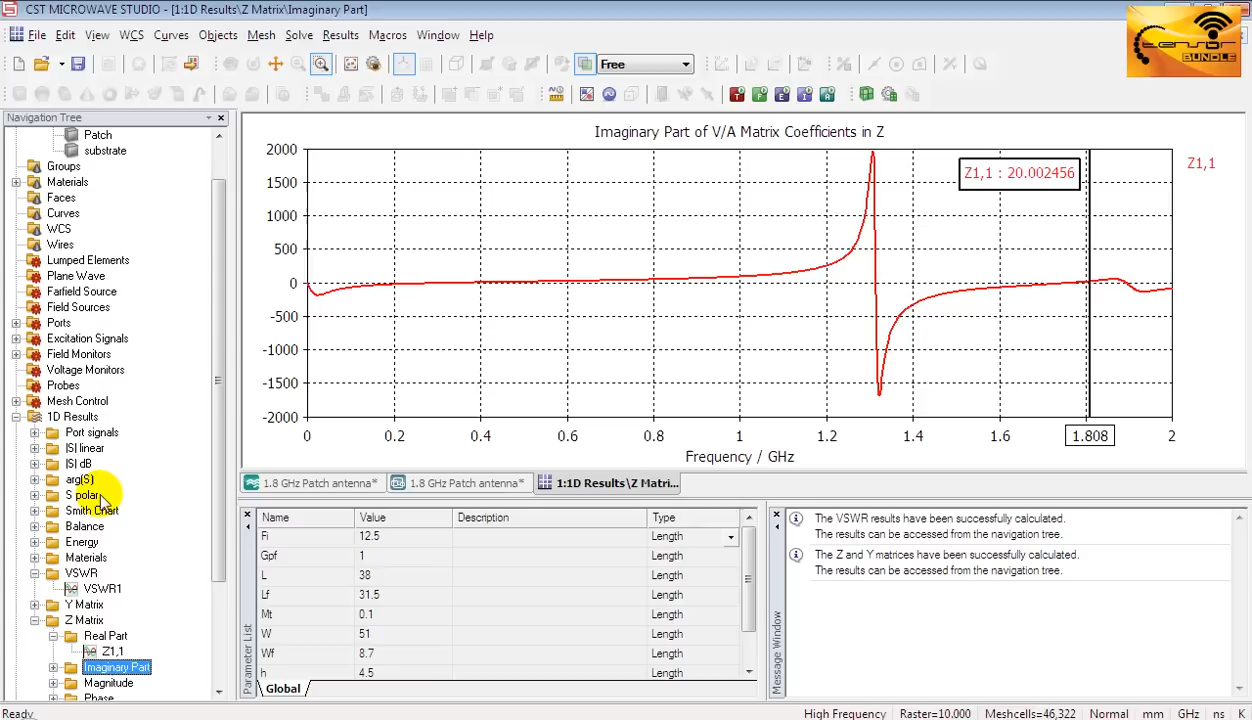 CST MICROWAVE STUDIO - [1:1D Results\Z Matrix\Imaginary Part]
File Edit View WCS Curves Objects Mesh Solve Results Macros Window Help
tensor
BUNDLE
Free
Navigation Tree
Patch
substrate
Groups
Materials
Faces
Curves
WCS
Wires
Lumped Elements
Plane Wave
Farfield Source
Field Sources
Ports
Excitation Signals
Field Monitors
Voltage Monitors
Probes
Mesh Control
1D Results
Port signals
|S| linear
|S| dB
arg(S)
S polar
Smith Chart
Balance
Energy
Materials
VSWR
VSWR1
Y Matrix
Z Matrix
Real Part
Z1,1
Imaginary Part
Magnitude
Phase
Imaginary Part of V/A Matrix Coefficients in Z
2000
1500
1000
500
0
-500
-1000
-1500
-2000
Z1,1 : 20.002456
Z1,1
0 0.2 0.4 0.6 0.8 1 1.2 1.4 1.6 1.808 2
Frequency / GHz
1.8 GHz Patch antenna* 1.8 GHz Patch antenna* 1:1D Results\Z Matri...
Parameter List
Name Value Description Type
Fi 12.5 Length
Gpf 1 Length
L 38 Length
Lf 31.5 Length
Mt 0.1 Length
W 51 Length
Wf 8.7 Length
h 4.5 Length
Global
Message Window
The VSWR results have been successfully calculated.
The results can be accessed from the navigation tree.
The Z and Y matrices have been successfully calculated.
The results can be accessed from the navigation tree.
Ready High Frequency Raster=10.000 Meshcells=46,322 Normal mm GHz ns K